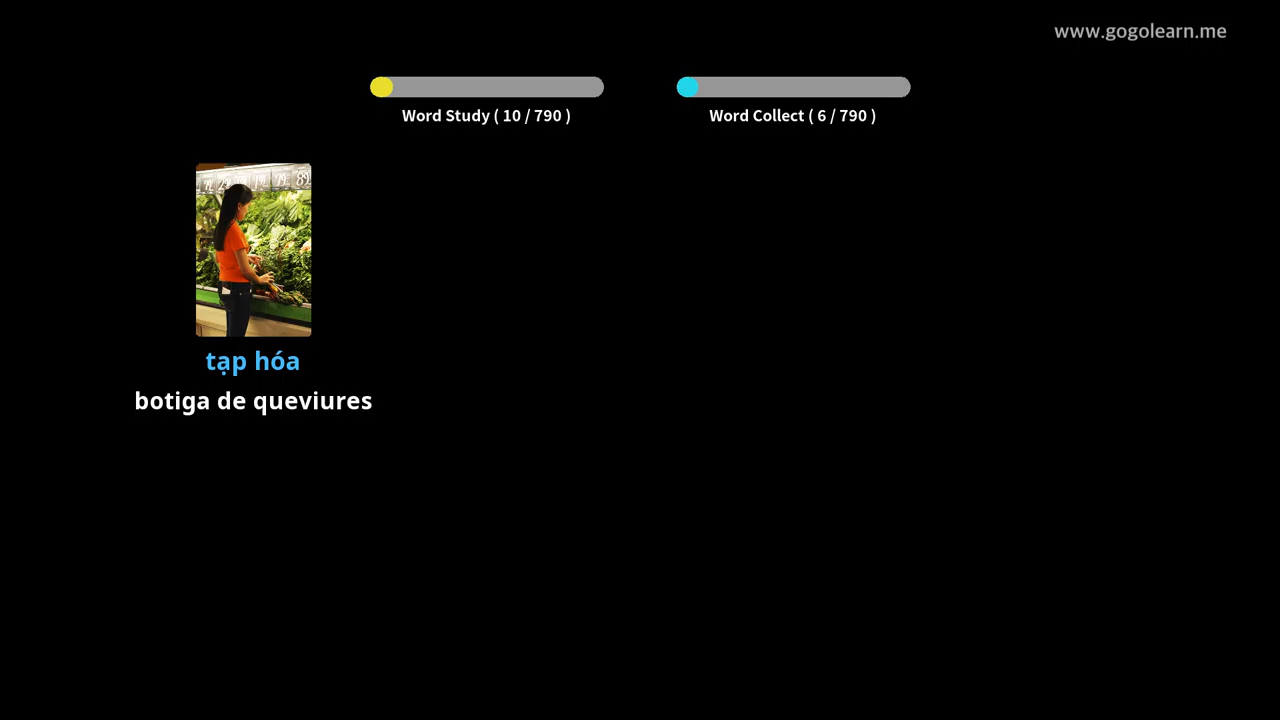 www.gogolearn.me
Word Study ( 10 / 790 )
Word Collect ( 6 / 790 )
tạp hóa
botiga de queviures